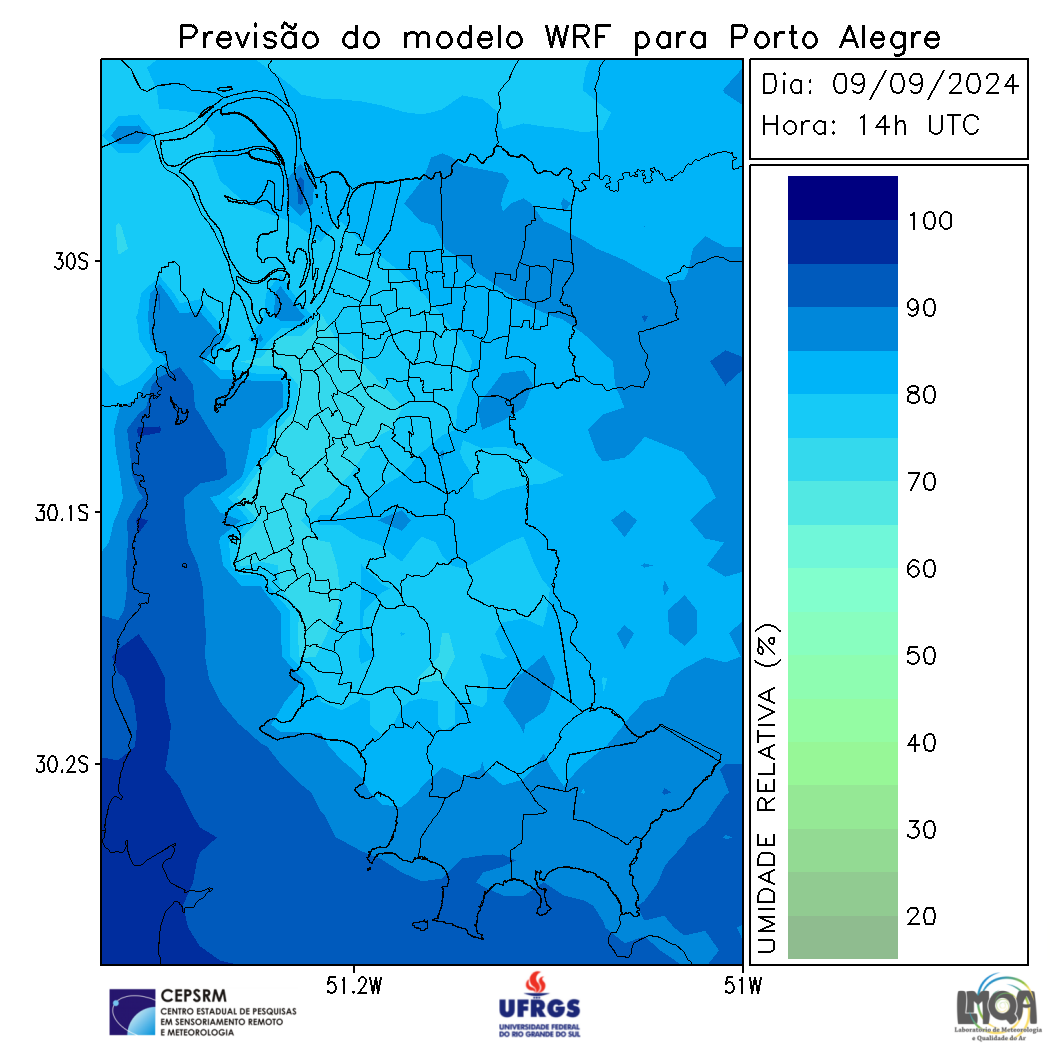 Previsão do modelo WRF para Porto Alegre
Dia: 09/09/2024
Hora: 14h UTC
100
90
80
70
60
50
40
30
20
UMIDADE RELATIVA (%)
30S
30.1S
30.2S
51.2W
51W
CEPSRM
CENTRO ESTADUAL DE PESQUISAS
EM SENSORIAMENTO REMOTO
E METEOROLOGIA
UFRGS
UNIVERSIDADE FEDERAL
DO RIO GRANDE DO SUL
LMQA
Laboratório de Meteorologia
e Qualidade do Ar